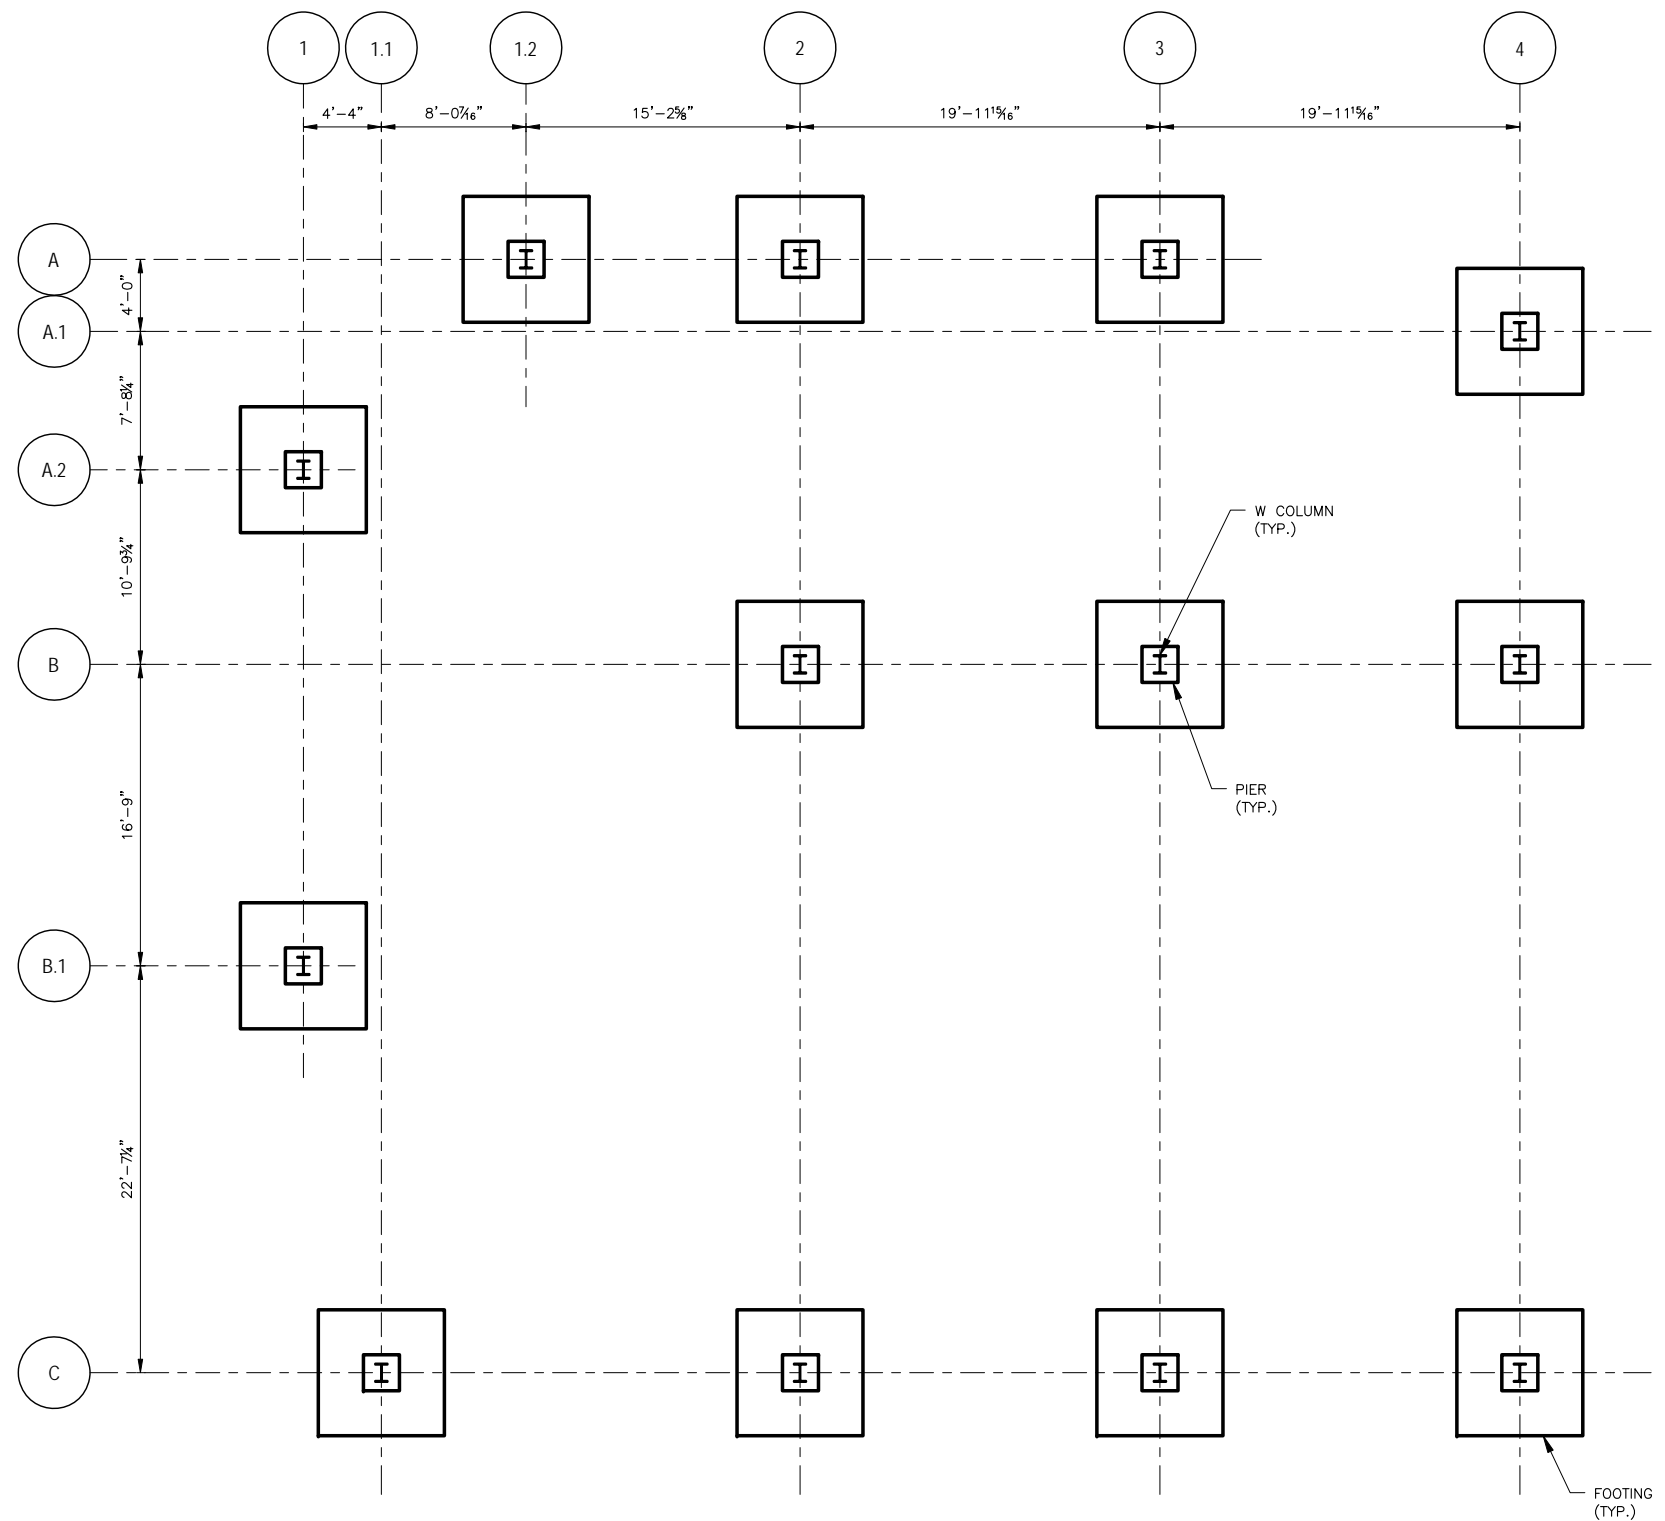 1 1.1 1.2 2 3 4
4'-4" 8'-0 7/16" 15'-2 5/8" 19'-11 15/16" 19'-11 15/16"
A
4'-0"
A.1
7'-8 1/4"
A.2
10'-9 3/4"
W COLUMN
(TYP.)
B
PIER
(TYP.)
16'-9"
B.1
22'-7 1/4"
C
FOOTING
(TYP.)